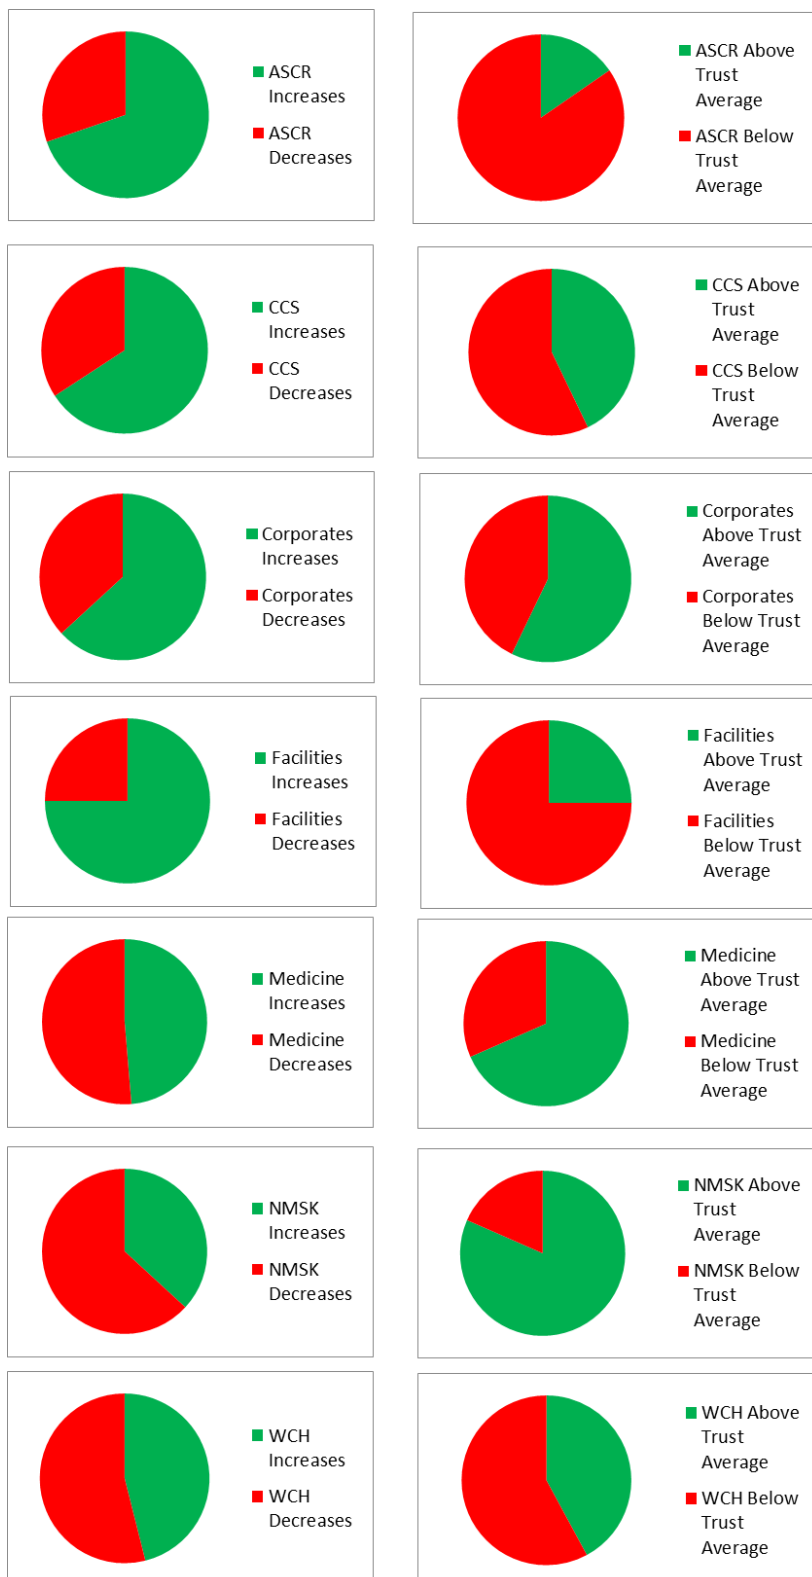 ASCR
Increases
ASCR
Decreases
ASCR Above
Trust
Average
ASCR Below
Trust
Average
CCS
Increases
CCS
Decreases
CCS Above
Trust
Average
CCS Below
Trust
Average
Corporates
Increases
Corporates
Decreases
Corporates
Above Trust
Average
Corporates
Below Trust
Average
Facilities
Increases
Facilities
Decreases
Facilities
Above Trust
Average
Facilities
Below Trust
Average
Medicine
Increases
Medicine
Decreases
Medicine
Above Trust
Average
Medicine
Below Trust
Average
NMSK
Increases
NMSK
Decreases
NMSK Above
Trust
Average
NMSK Below
Trust
Average
WCH
Increases
WCH
Decreases
WCH Above
Trust
Average
WCH Below
Trust
Average